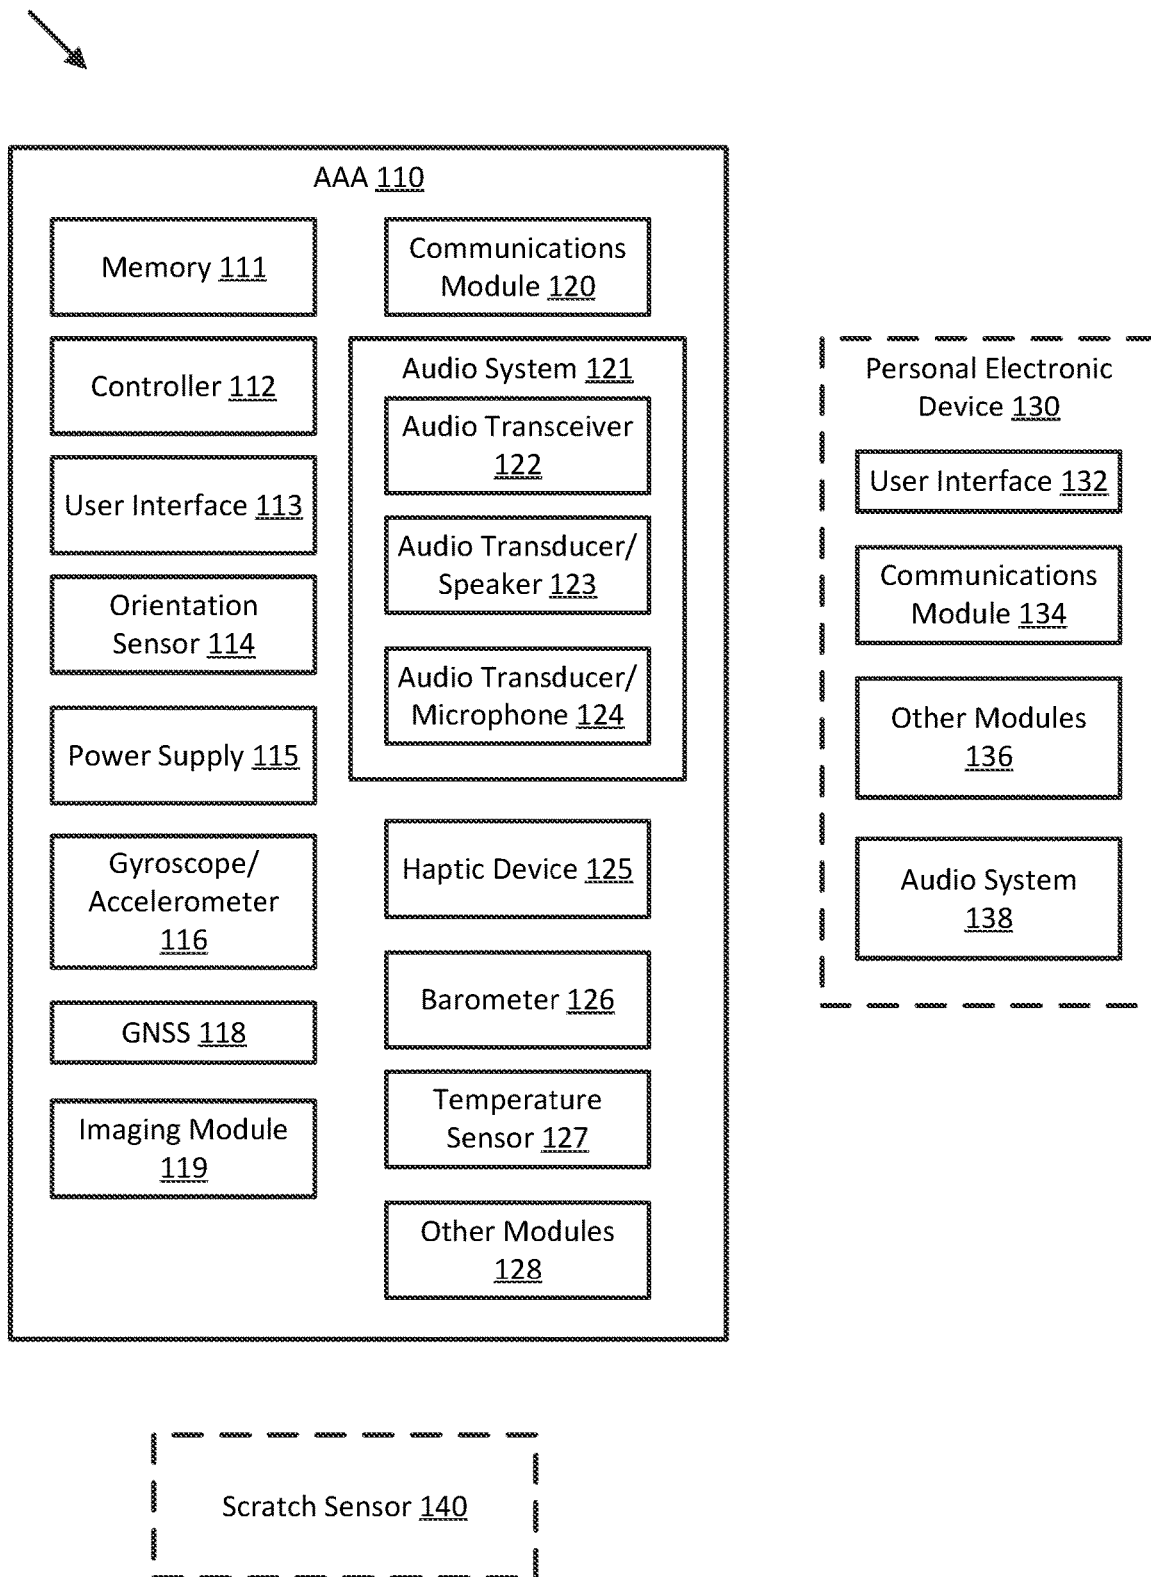 AAA 110
Memory 111
Controller 112
User Interface 113
Orientation
Sensor 114
Power Supply 115
Gyroscope/
Accelerometer
116
GNSS 118
Imaging Module
119
Communications
Module 120
Audio System 121
Audio Transceiver
122
Audio Transducer/
Speaker 123
Audio Transducer/
Microphone 124
Haptic Device 125
Barometer 126
Temperature
Sensor 127
Other Modules
128
Personal Electronic
Device 130
User Interface 132
Communications
Module 134
Other Modules
136
Audio System
138
Scratch Sensor 140